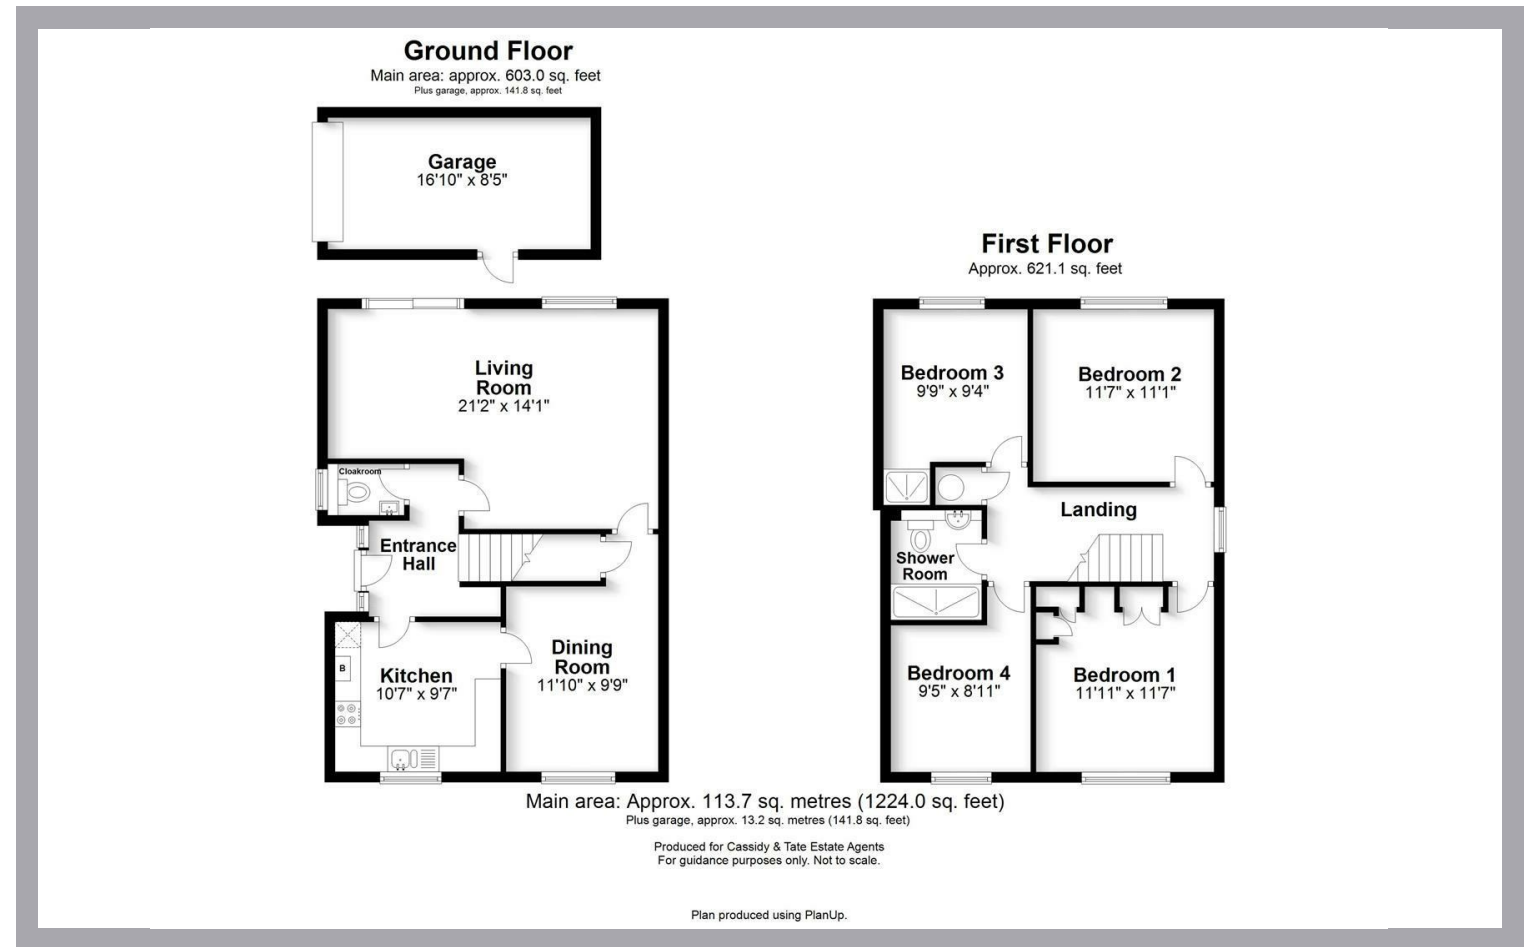 Ground Floor
Main area: approx. 603.0 sq. feet
Plus garage, approx. 141.8 sq. feet
Garage
16'10" x 8'5"
Living
Room
21'2" x 14'1"
Cloakroom
Entrance
Hall
Kitchen
10'7" x 9'7"
B
Dining
Room
11'10" x 9'9"
First Floor
Approx. 621.1 sq. feet
Bedroom 3
9'9" x 9'4"
Bedroom 2
11'7" x 11'1"
Landing
Shower
Room
Bedroom 4
9'5" x 8'11"
Bedroom 1
11'11" x 11'7"
Main area: Approx. 113.7 sq. metres (1224.0 sq. feet)
Plus garage, approx. 13.2 sq. metres (141.8 sq. feet)
Produced for Cassidy & Tate Estate Agents
For guidance purposes only. Not to scale.
Plan produced using PlanUp.